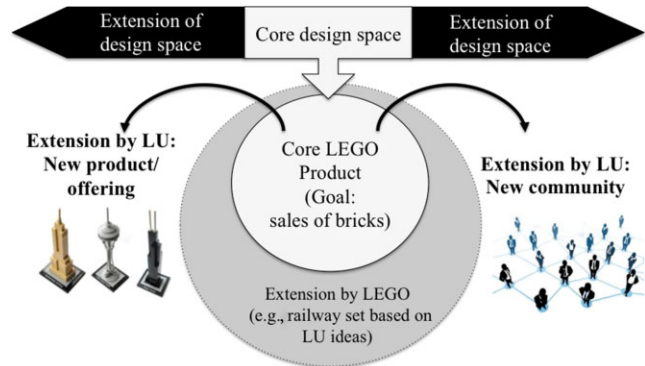 Extension of
design space
Core design space
Extension of
design space
Extension by LU:
New product/
offering
Core LEGO
Product
(Goal:
sales of bricks)
Extension by LU:
New community
Extension by LEGO
(e.g., railway set based on
LU ideas)